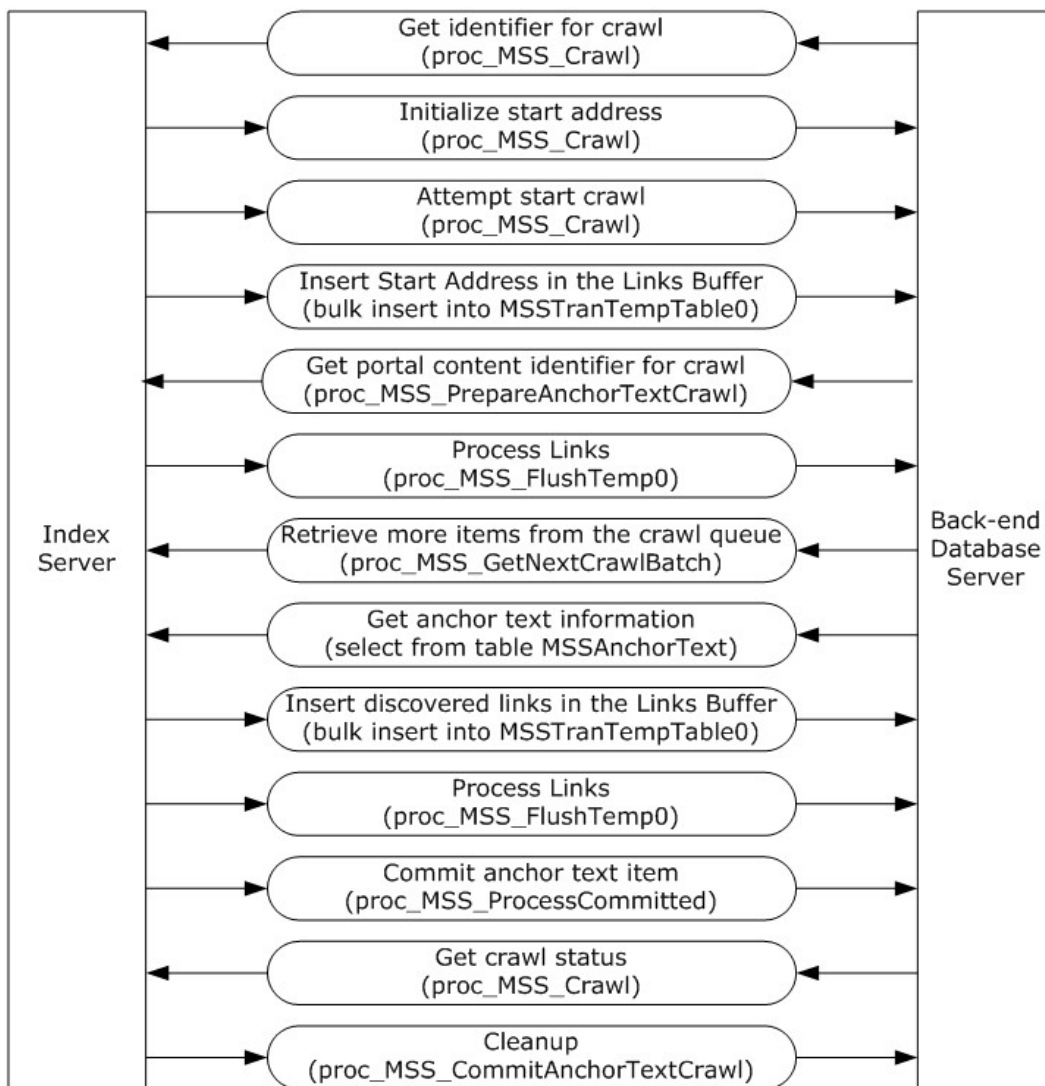 Get identifier for crawl
(proc_MSS_Crawl)
Initialize start address
(proc_MSS_Crawl)
Attempt start crawl
(proc_MSS_Crawl)
Insert Start Address in the Links Buffer
(bulk insert into MSSTranTempTable0)
Get portal content identifier for crawl
(proc_MSS_PrepareAnchorTextCrawl)
Process Links
(proc_MSS_FlushTemp0)
Index
Server
Retrieve more items from the crawl queue
(proc_MSS_GetNextCrawlBatch)
Back-end
Database
Server
Get anchor text information
(select from table MSSAnchorText)
Insert discovered links in the Links Buffer
(bulk insert into MSSTranTempTable0)
Process Links
(proc_MSS_FlushTemp0)
Commit anchor text item
(proc_MSS_ProcessCommitted)
Get crawl status
(proc_MSS_Crawl)
Cleanup
(proc_MSS_CommitAnchorTextCrawl)